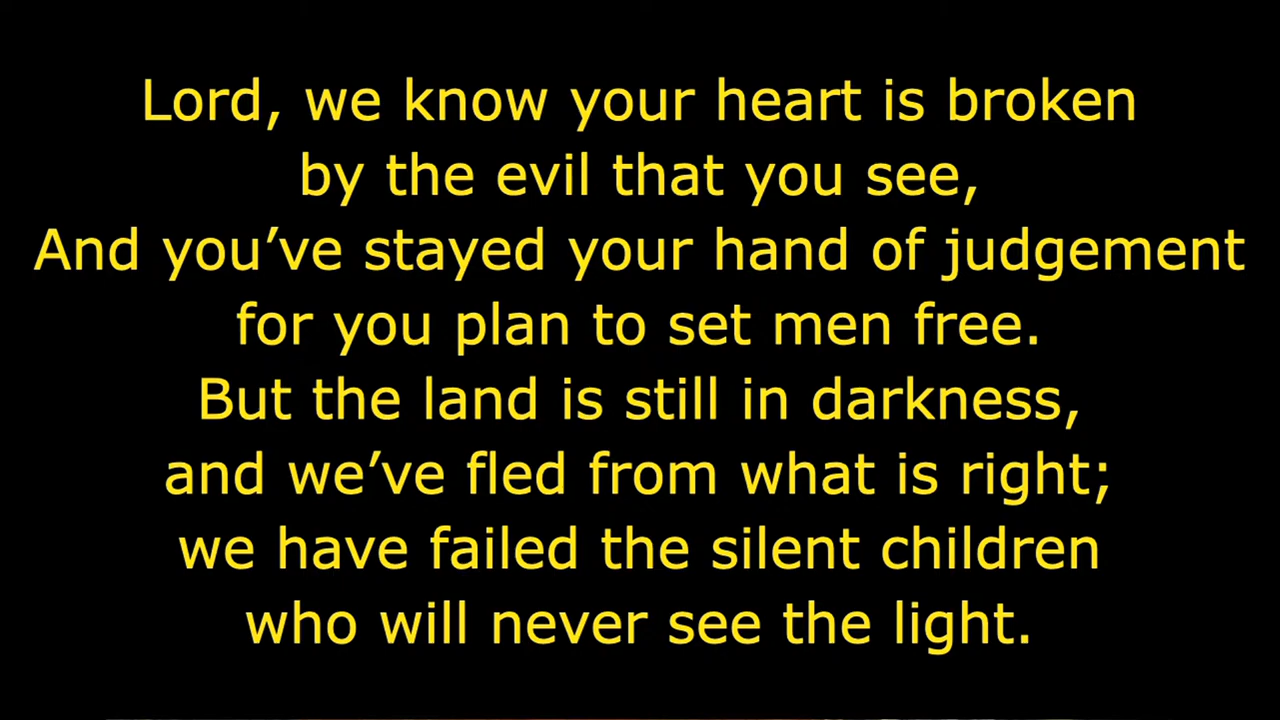 Lord, we know your heart is broken
by the evil that you see,
And you’ve stayed your hand of judgement
for you plan to set men free.
But the land is still in darkness,
and we’ve fled from what is right;
we have failed the silent children
who will never see the light.